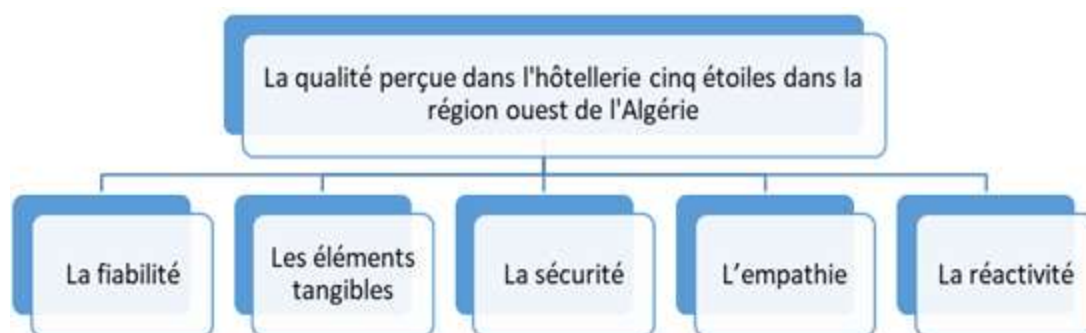 La qualité perçue dans l'hôtellerie cinq étoiles dans la
région ouest de l'Algérie
La fiabilité
Les éléments
tangibles
La sécurité
L’empathie
La réactivité